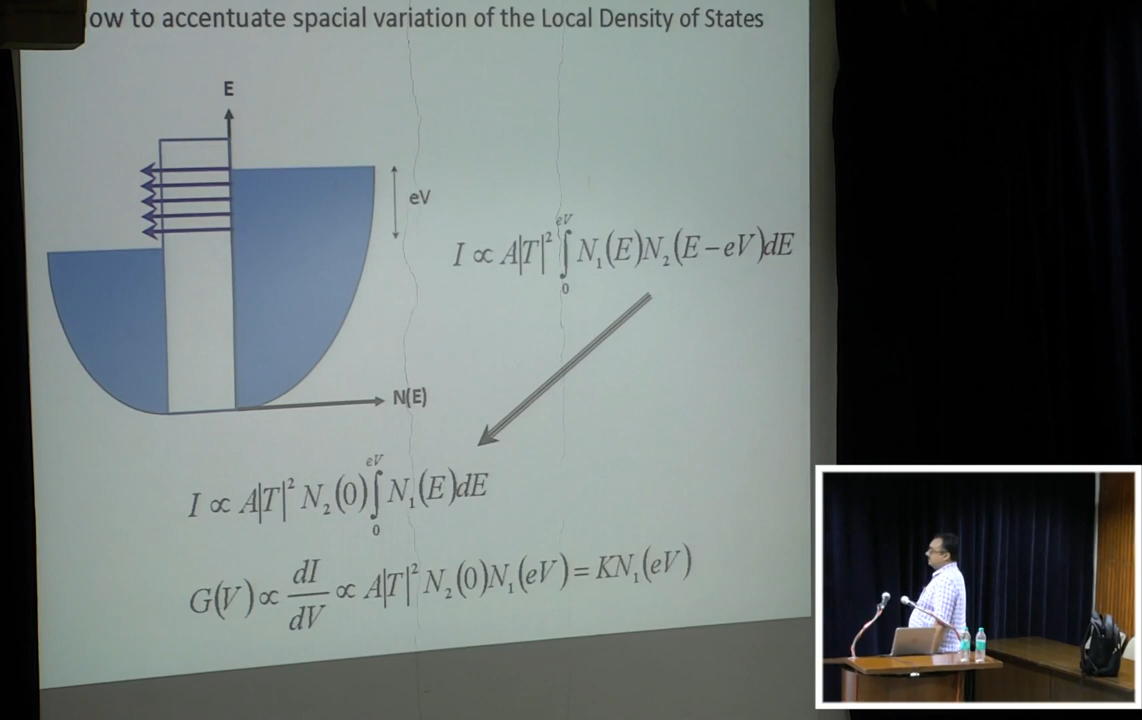 ow to accentuate spacial variation of the Local Density of States
E
eV
I ∝ A|T|² ∫₀^eV N₁(E)N₂(E−eV)dE
N(E)
I ∝ A|T|² N₂(0)∫₀^eV N₁(E)dE
G(V) ∝ dI/dV ∝ A|T|² N₂(0)N₁(eV) = KN₁(eV)